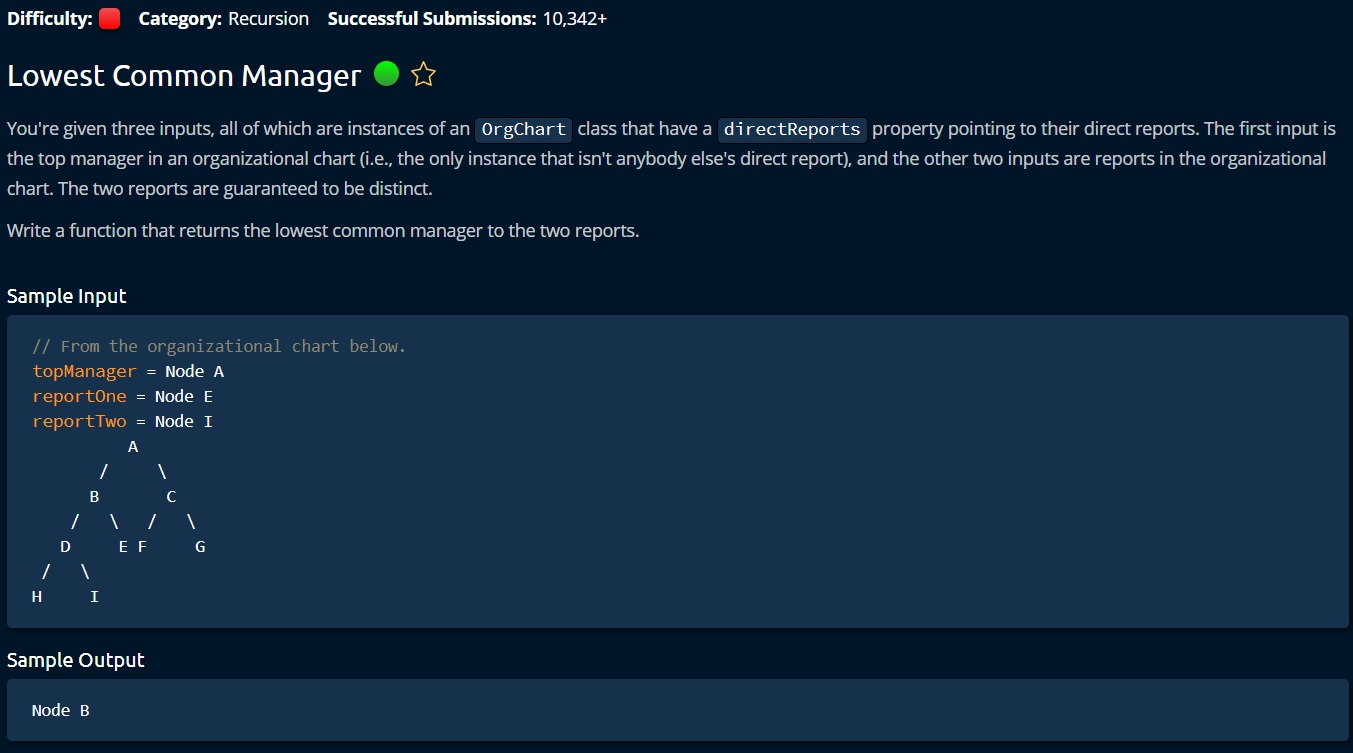 Difficulty: Category: Recursion Successful Submissions: 10,342+
Lowest Common Manager
You're given three inputs, all of which are instances of an OrgChart class that have a directReports property pointing to their direct reports. The first input is
the top manager in an organizational chart (i.e., the only instance that isn't anybody else's direct report), and the other two inputs are reports in the organizational
chart. The two reports are guaranteed to be distinct.
Write a function that returns the lowest common manager to the two reports.
Sample Input
// From the organizational chart below.
topManager = Node A
reportOne = Node E
reportTwo = Node I
          A
       /     \
      B       C
    /   \   /   \
   D     E F     G
 /   \
H     I
Sample Output
Node B